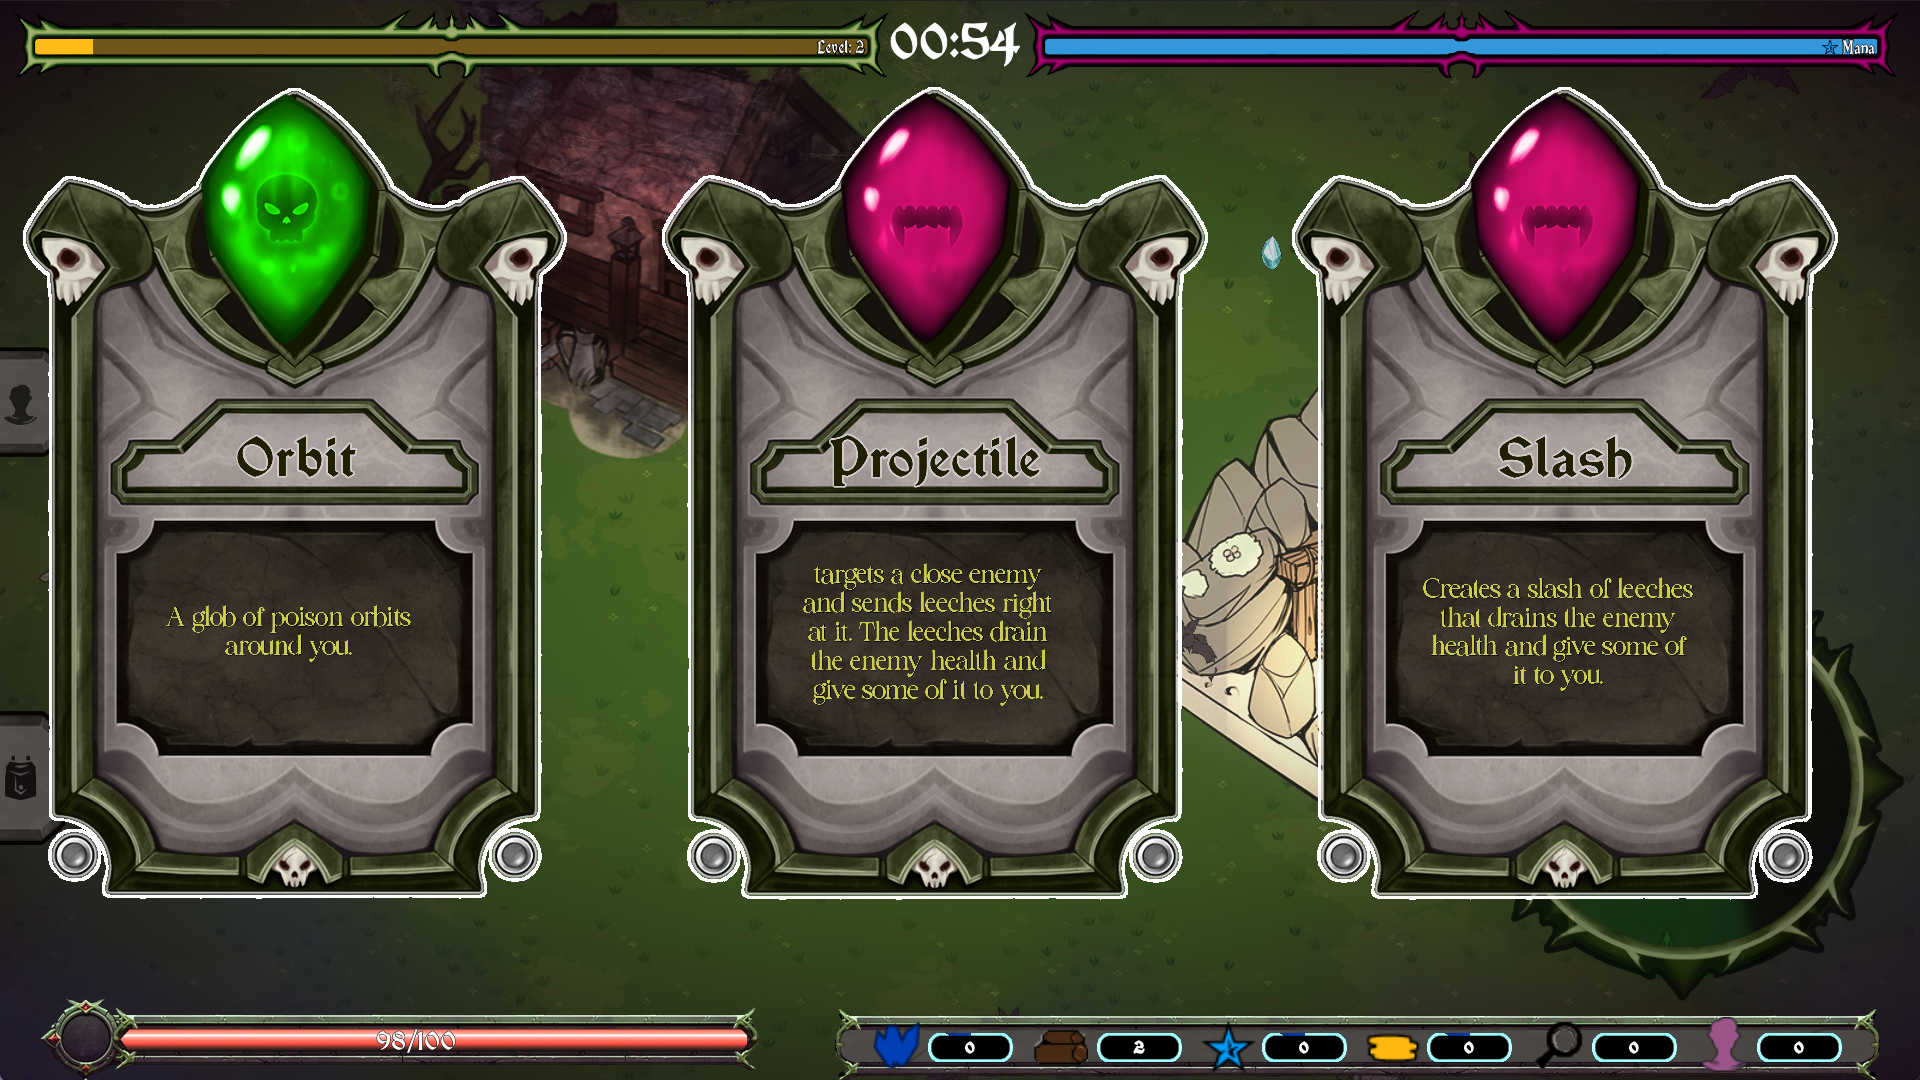 Level: 2
00:54
Mana
Orbit
A glob of poison orbits
around you.
Projectile
targets a close enemy
and sends leeches right
at it. The leeches drain
the enemy health and
give some of it to you.
Slash
Creates a slash of leeches
that drains the enemy
health and give some of
it to you.
98/100
0
2
0
0
0
0